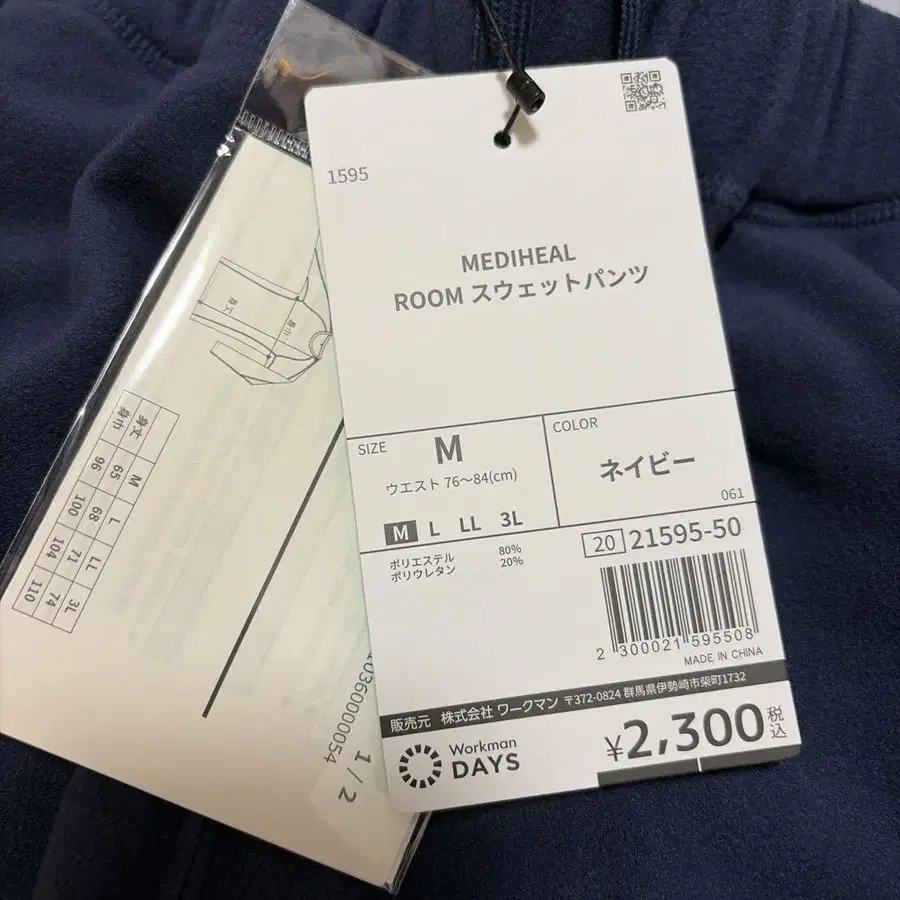 1595
MEDIHEAL
ROOM スウェットパンツ
SIZE
M
ウエスト 76〜84(cm)
M L LL 3L
COLOR
ネイビー
061
ポリエステル 80%
ポリウレタン 20%
20 21595-50
2 300021 595508
MADE IN CHINA
販売元 株式会社 ワークマン 〒372-0824 群馬県伊勢崎市柴町1732
Workman
DAYS
¥2,300 税込
身丈
身巾
M L LL 3L
身丈 65 68 71 74
身巾 96 100 104 110
1 / 2